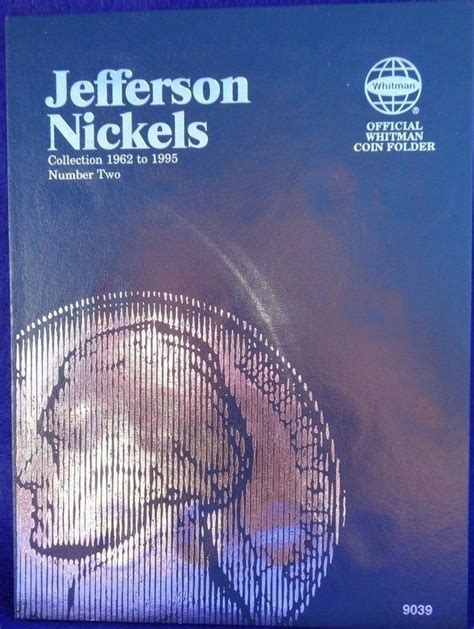 Jefferson
Nickels
Collection 1962 to 1995
Number Two
Whitman
®
OFFICIAL
WHITMAN
COIN FOLDER
9039